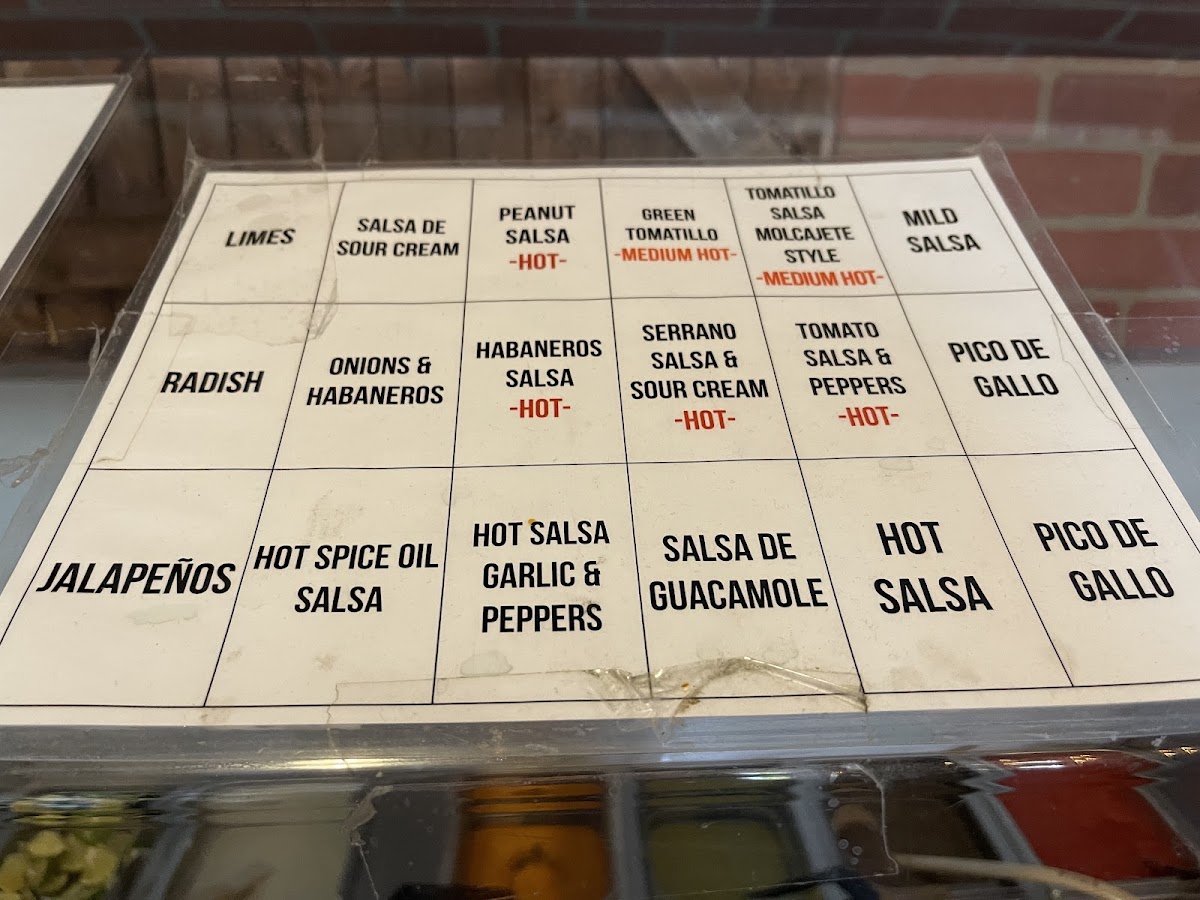 LIMES
SALSA DE
SOUR CREAM
PEANUT
SALSA
-HOT-
GREEN
TOMATILLO
-MEDIUM HOT-
TOMATILLO
SALSA
MOLCAJETE
STYLE
-MEDIUM HOT-
MILD
SALSA
RADISH
ONIONS &
HABANEROS
HABANEROS
SALSA
-HOT-
SERRANO
SALSA &
SOUR CREAM
-HOT-
TOMATO
SALSA &
PEPPERS
-HOT-
PICO DE
GALLO
JALAPEÑOS
HOT SPICE OIL
SALSA
HOT SALSA
GARLIC &
PEPPERS
SALSA DE
GUACAMOLE
HOT
SALSA
PICO DE
GALLO